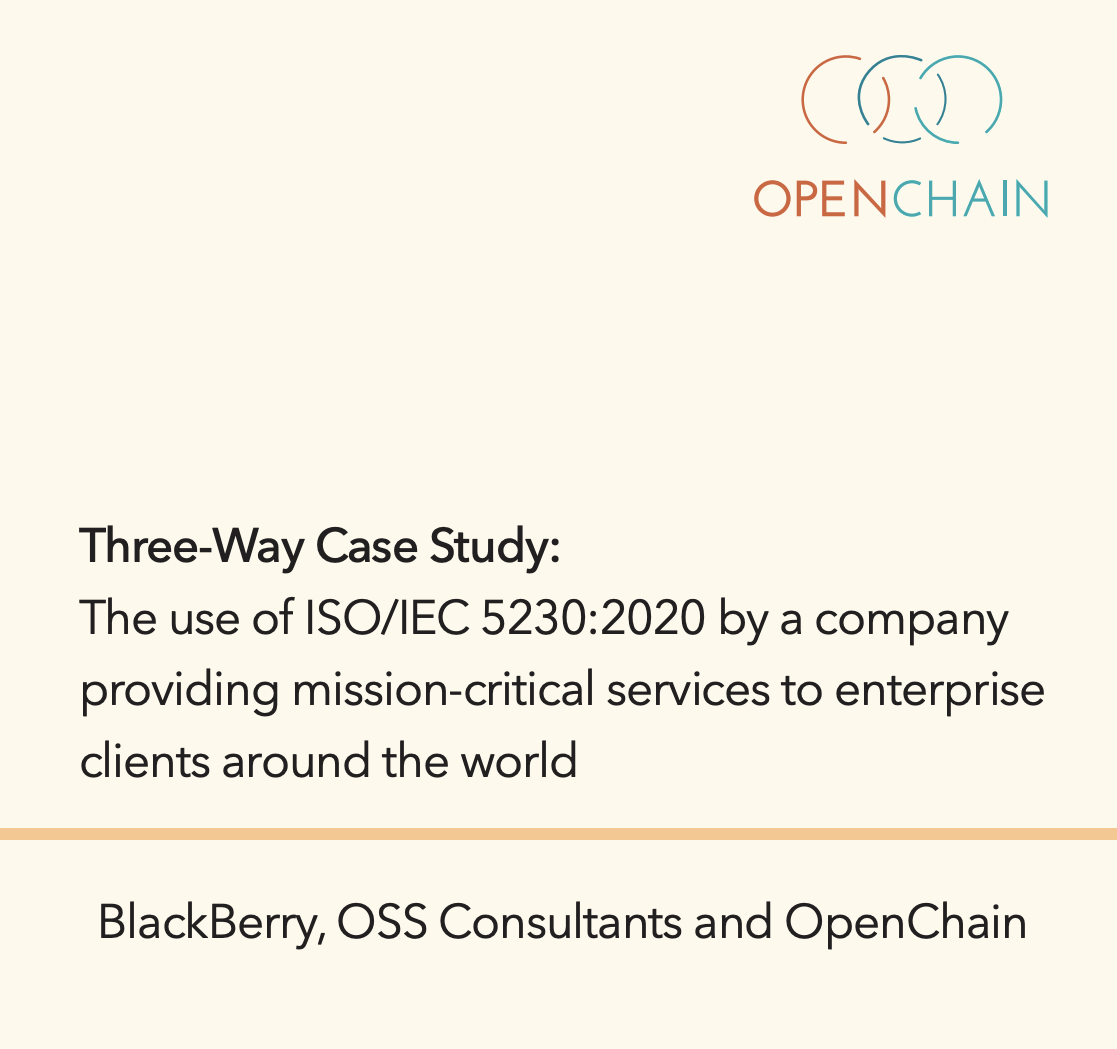 OPENCHAIN
Three-Way Case Study:
The use of ISO/IEC 5230:2020 by a company
providing mission-critical services to enterprise
clients around the world
BlackBerry, OSS Consultants and OpenChain